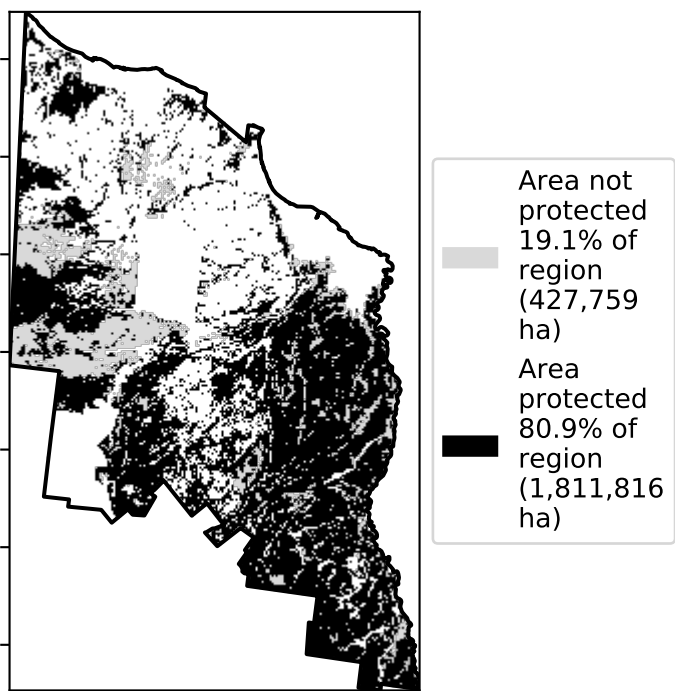 Area not
protected
19.1% of
region
(427,759
ha)
Area
protected
80.9% of
region
(1,811,816
ha)